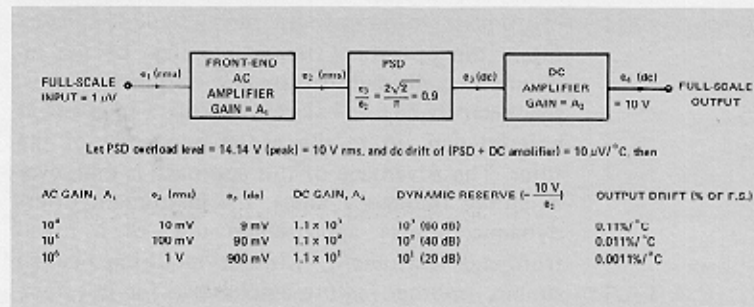 FULL-SCALE INPUT = 1 μV
e₁ (rms)
FRONT-END AC AMPLIFIER GAIN = A₁
e₂ (rms)
PSD
e₃/e₂ = 2√2/π = 0.9
e₃ (dc)
DC AMPLIFIER GAIN = A₂
e₄ (dc) = 10 V
FULL-SCALE OUTPUT
Let PSD overload level = 14.14 V (peak) = 10 V rms, and dc drift of (PSD + DC amplifier) = 10 μV/°C, then
AC GAIN, A₁ e₂ (rms) e₃ (dc) DC GAIN, A₂ DYNAMIC RESERVE (= 10 V/e₂) OUTPUT DRIFT (% OF F.S.)
10⁴ 10 mV 9 mV 1.1 x 10³ 10³ (60 dB) 0.11%/°C
10⁵ 100 mV 90 mV 1.1 x 10² 10² (40 dB) 0.011%/°C
10⁶ 1 V 900 mV 1.1 x 10¹ 10¹ (20 dB) 0.0011%/°C